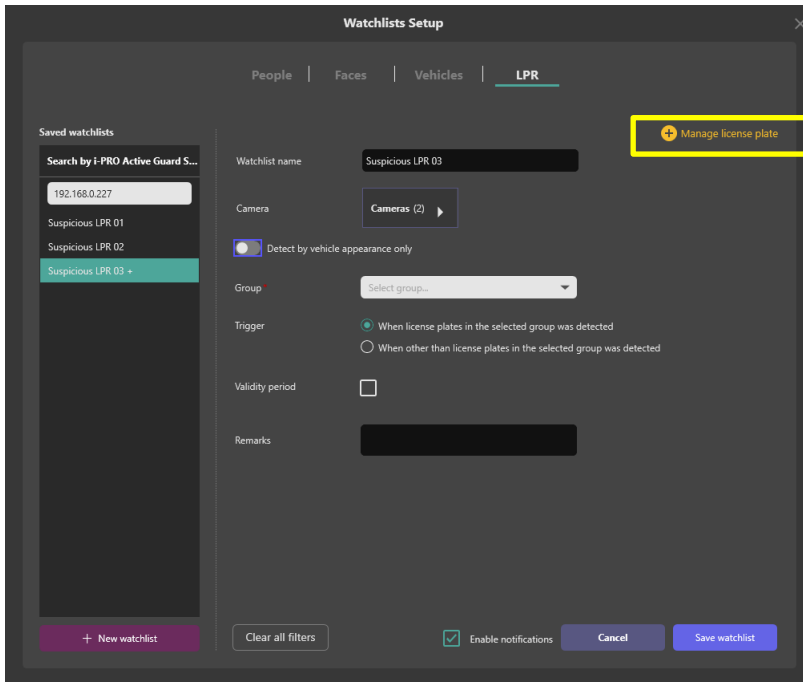 Watchlists Setup
People
Faces
Vehicles
LPR
Manage license plate
Saved watchlists
Search by i-PRO Active Guard S...
192.168.0.227
Suspicious LPR 01
Suspicious LPR 02
Suspicious LPR 03 +
Watchlist name
Suspicious LPR 03
Camera
Cameras (2)
Detect by vehicle appearance only
Group*
Select group...
Trigger
When license plates in the selected group was detected
When other than license plates in the selected group was detected
Validity period
Remarks
+ New watchlist
Clear all filters
Enable notifications
Cancel
Save watchlist